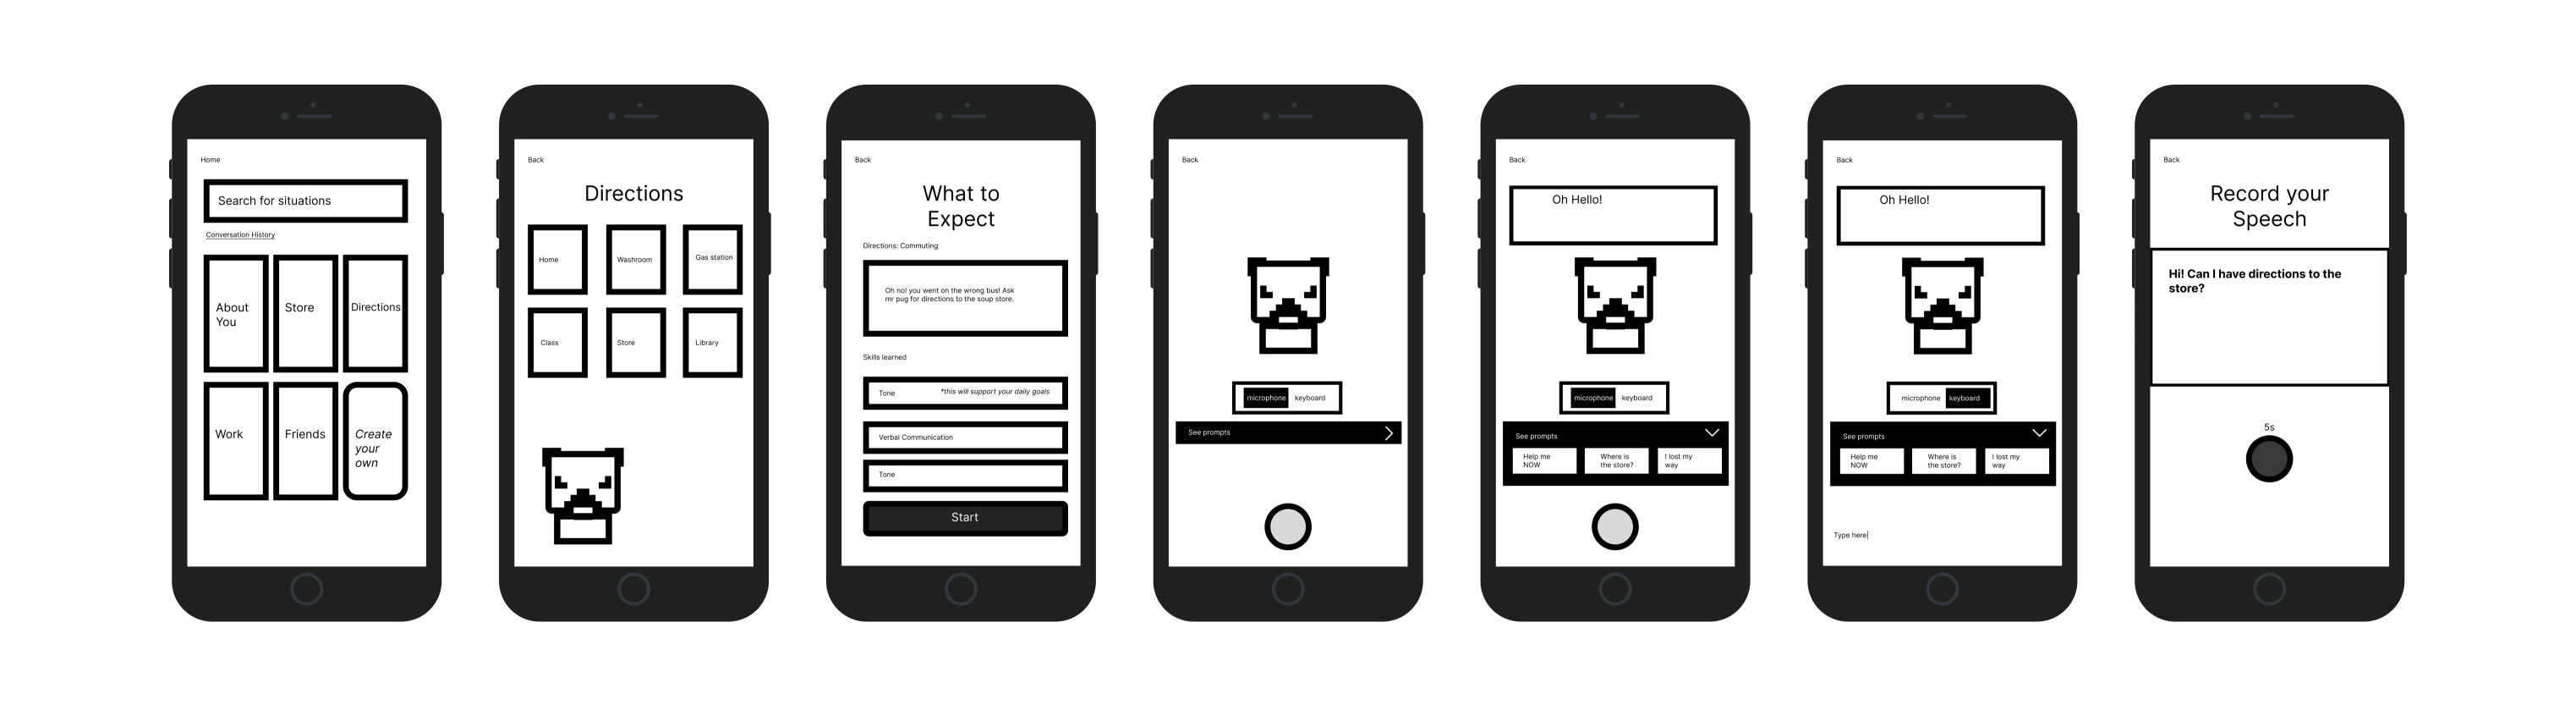 Home
Search for situations
Conversation History
About
You
Store
Directions
Work
Friends
Create
your
own
Back
Directions
Home
Washroom
Gas station
Class
Store
Library
Back
What to
Expect
Directions: Commuting
Oh no! you went on the wrong bus! Ask
mr pug for directions to the soup store.
Skills learned
Tone
*this will support your daily goals
Verbal Communication
Tone
Start
Back
microphone
keyboard
See prompts
Back
Oh Hello!
microphone
keyboard
See prompts
Help me
NOW
Where is
the store?
I lost my
way
Back
Oh Hello!
microphone
keyboard
See prompts
Help me
NOW
Where is
the store?
I lost my
way
Type here
Back
Record your
Speech
Hi! Can I have directions to the
store?
5s